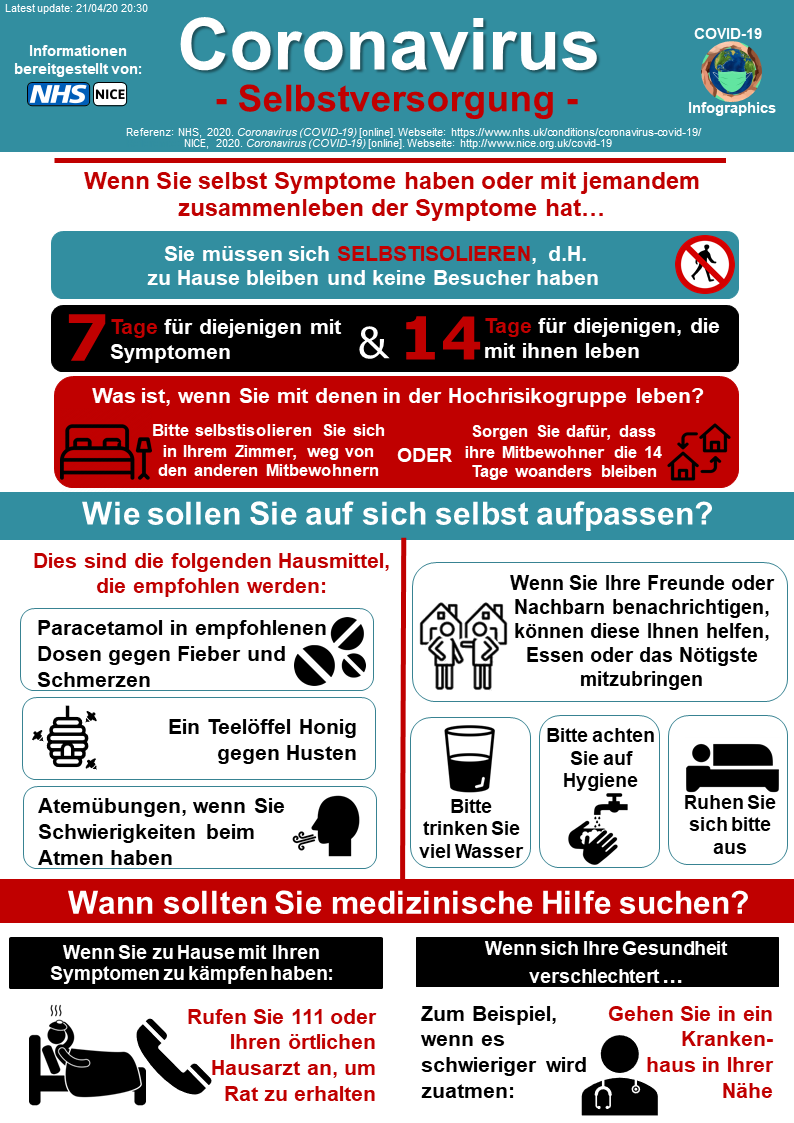 Latest update: 21/04/20 20:30
Coronavirus
- Selbstversorgung -
Informationen
bereitgestellt von:
NHS NICE
COVID-19
Infographics
Referenz: NHS, 2020. Coronavirus (COVID-19) [online]. Webseite: https://www.nhs.uk/conditions/coronavirus-covid-19/
NICE, 2020. Coronavirus (COVID-19) [online]. Website: http://www.nice.org.uk/covid-19
Wenn Sie selbst Symptome haben oder mit jemandem
zusammenleben der Symptome hat…
Sie müssen sich SELBSTISOLIEREN, d.H.
zu Hause bleiben und keine Besucher haben
7 Tage für diejenigen mit
Symptomen
& 14 Tage für diejenigen, die
mit ihnen leben
Was ist, wenn Sie mit denen in der Hochrisikogruppe leben?
Bitte selbstisolieren Sie sich
in Ihrem Zimmer, weg von
den anderen Mitbewohnern
ODER
Sorgen Sie dafür, dass
ihre Mitbewohner die 14
Tage woanders bleiben
Wie sollen Sie auf sich selbst aufpassen?
Dies sind die folgenden Hausmittel,
die empfohlen werden:
Paracetamol in empfohlenen
Dosen gegen Fieber und
Schmerzen
Ein Teelöffel Honig
gegen Husten
Atemübungen, wenn Sie
Schwierigkeiten beim
Atmen haben
Wenn Sie Ihre Freunde oder
Nachbarn benachrichtigen,
können diese Ihnen helfen,
Essen oder das Nötigste
mitzubringen
Bitte
trinken Sie
viel Wasser
Bitte achten
Sie auf
Hygiene
Ruhen Sie
sich bitte
aus
Wann sollten Sie medizinische Hilfe suchen?
Wenn Sie zu Hause mit Ihren
Symptomen zu kämpfen haben:
Rufen Sie 111 oder
Ihren örtlichen
Hausarzt an, um
Rat zu erhalten
Wenn sich Ihre Gesundheit
verschlechtert …
Zum Beispiel,
wenn es
schwieriger wird
zuatmen:
Gehen Sie in ein
Kranken-
haus in Ihrer
Nähe